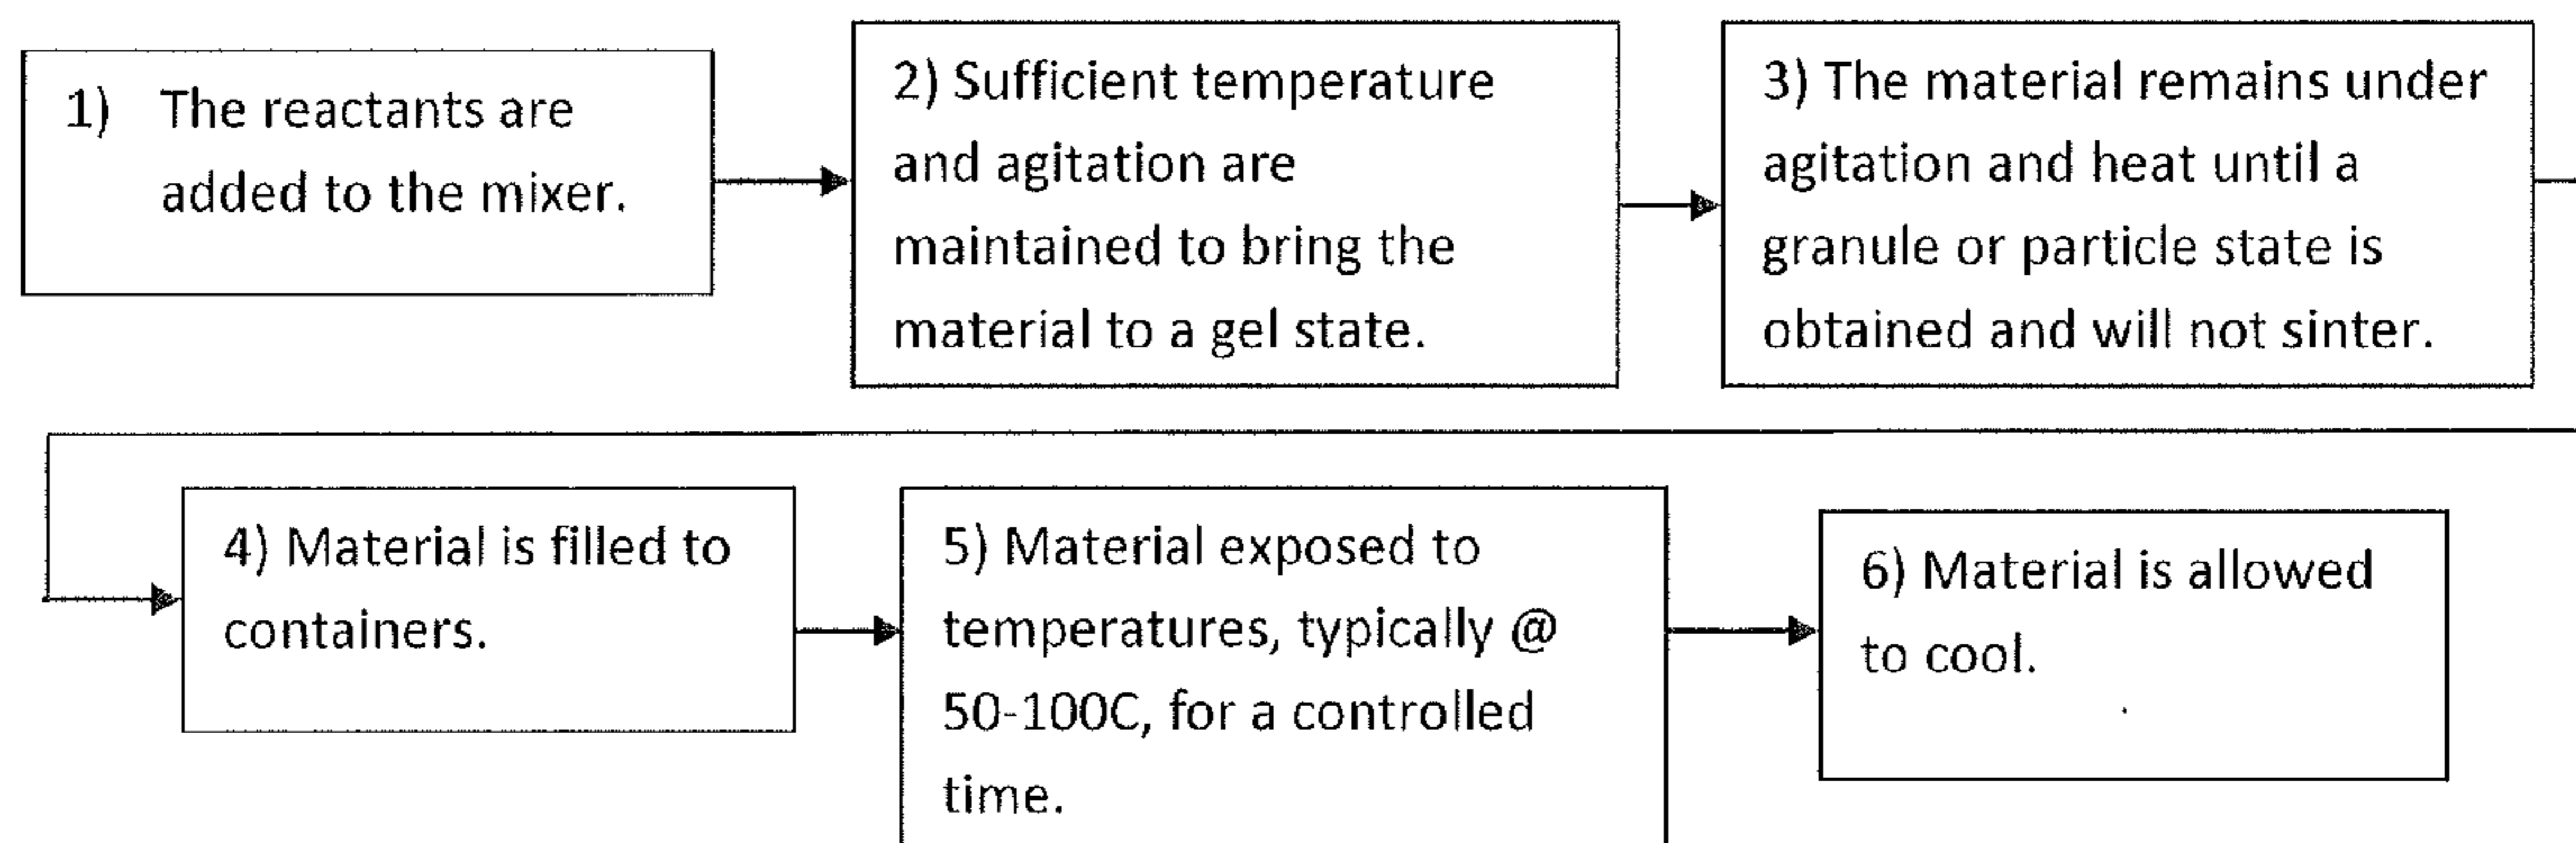 1) The reactants are
added to the mixer.
2) Sufficient temperature
and agitation are
maintained to bring the
material to a gel state.
3) The material remains under
agitation and heat until a
granule or particle state is
obtained and will not sinter.
4) Material is filled to
containers.
5) Material exposed to
temperatures, typically @
50-100C, for a controlled
time.
6) Material is allowed
to cool.